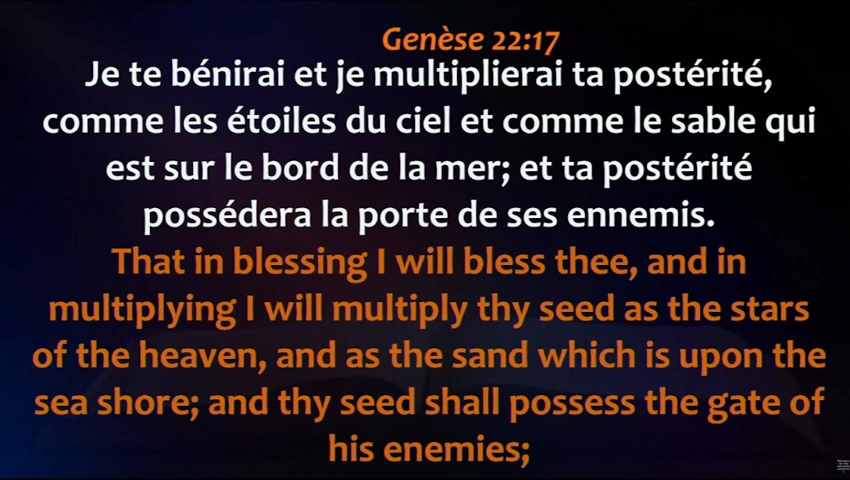 Genèse 22:17
Je te bénirai et je multiplierai ta postérité,
comme les étoiles du ciel et comme le sable qui
est sur le bord de la mer; et ta postérité
possédera la porte de ses ennemis.
That in blessing I will bless thee, and in
multiplying I will multiply thy seed as the stars
of the heaven, and as the sand which is upon the
sea shore; and thy seed shall possess the gate of
his enemies;